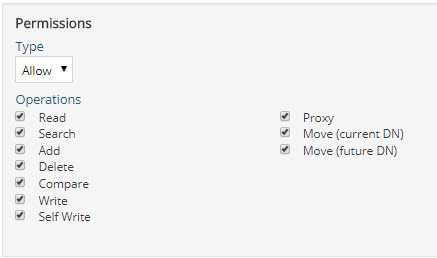 Permissions
Type
Allow
Operations
Read
Search
Add
Delete
Compare
Write
Self Write
Proxy
Move (current DN)
Move (future DN)